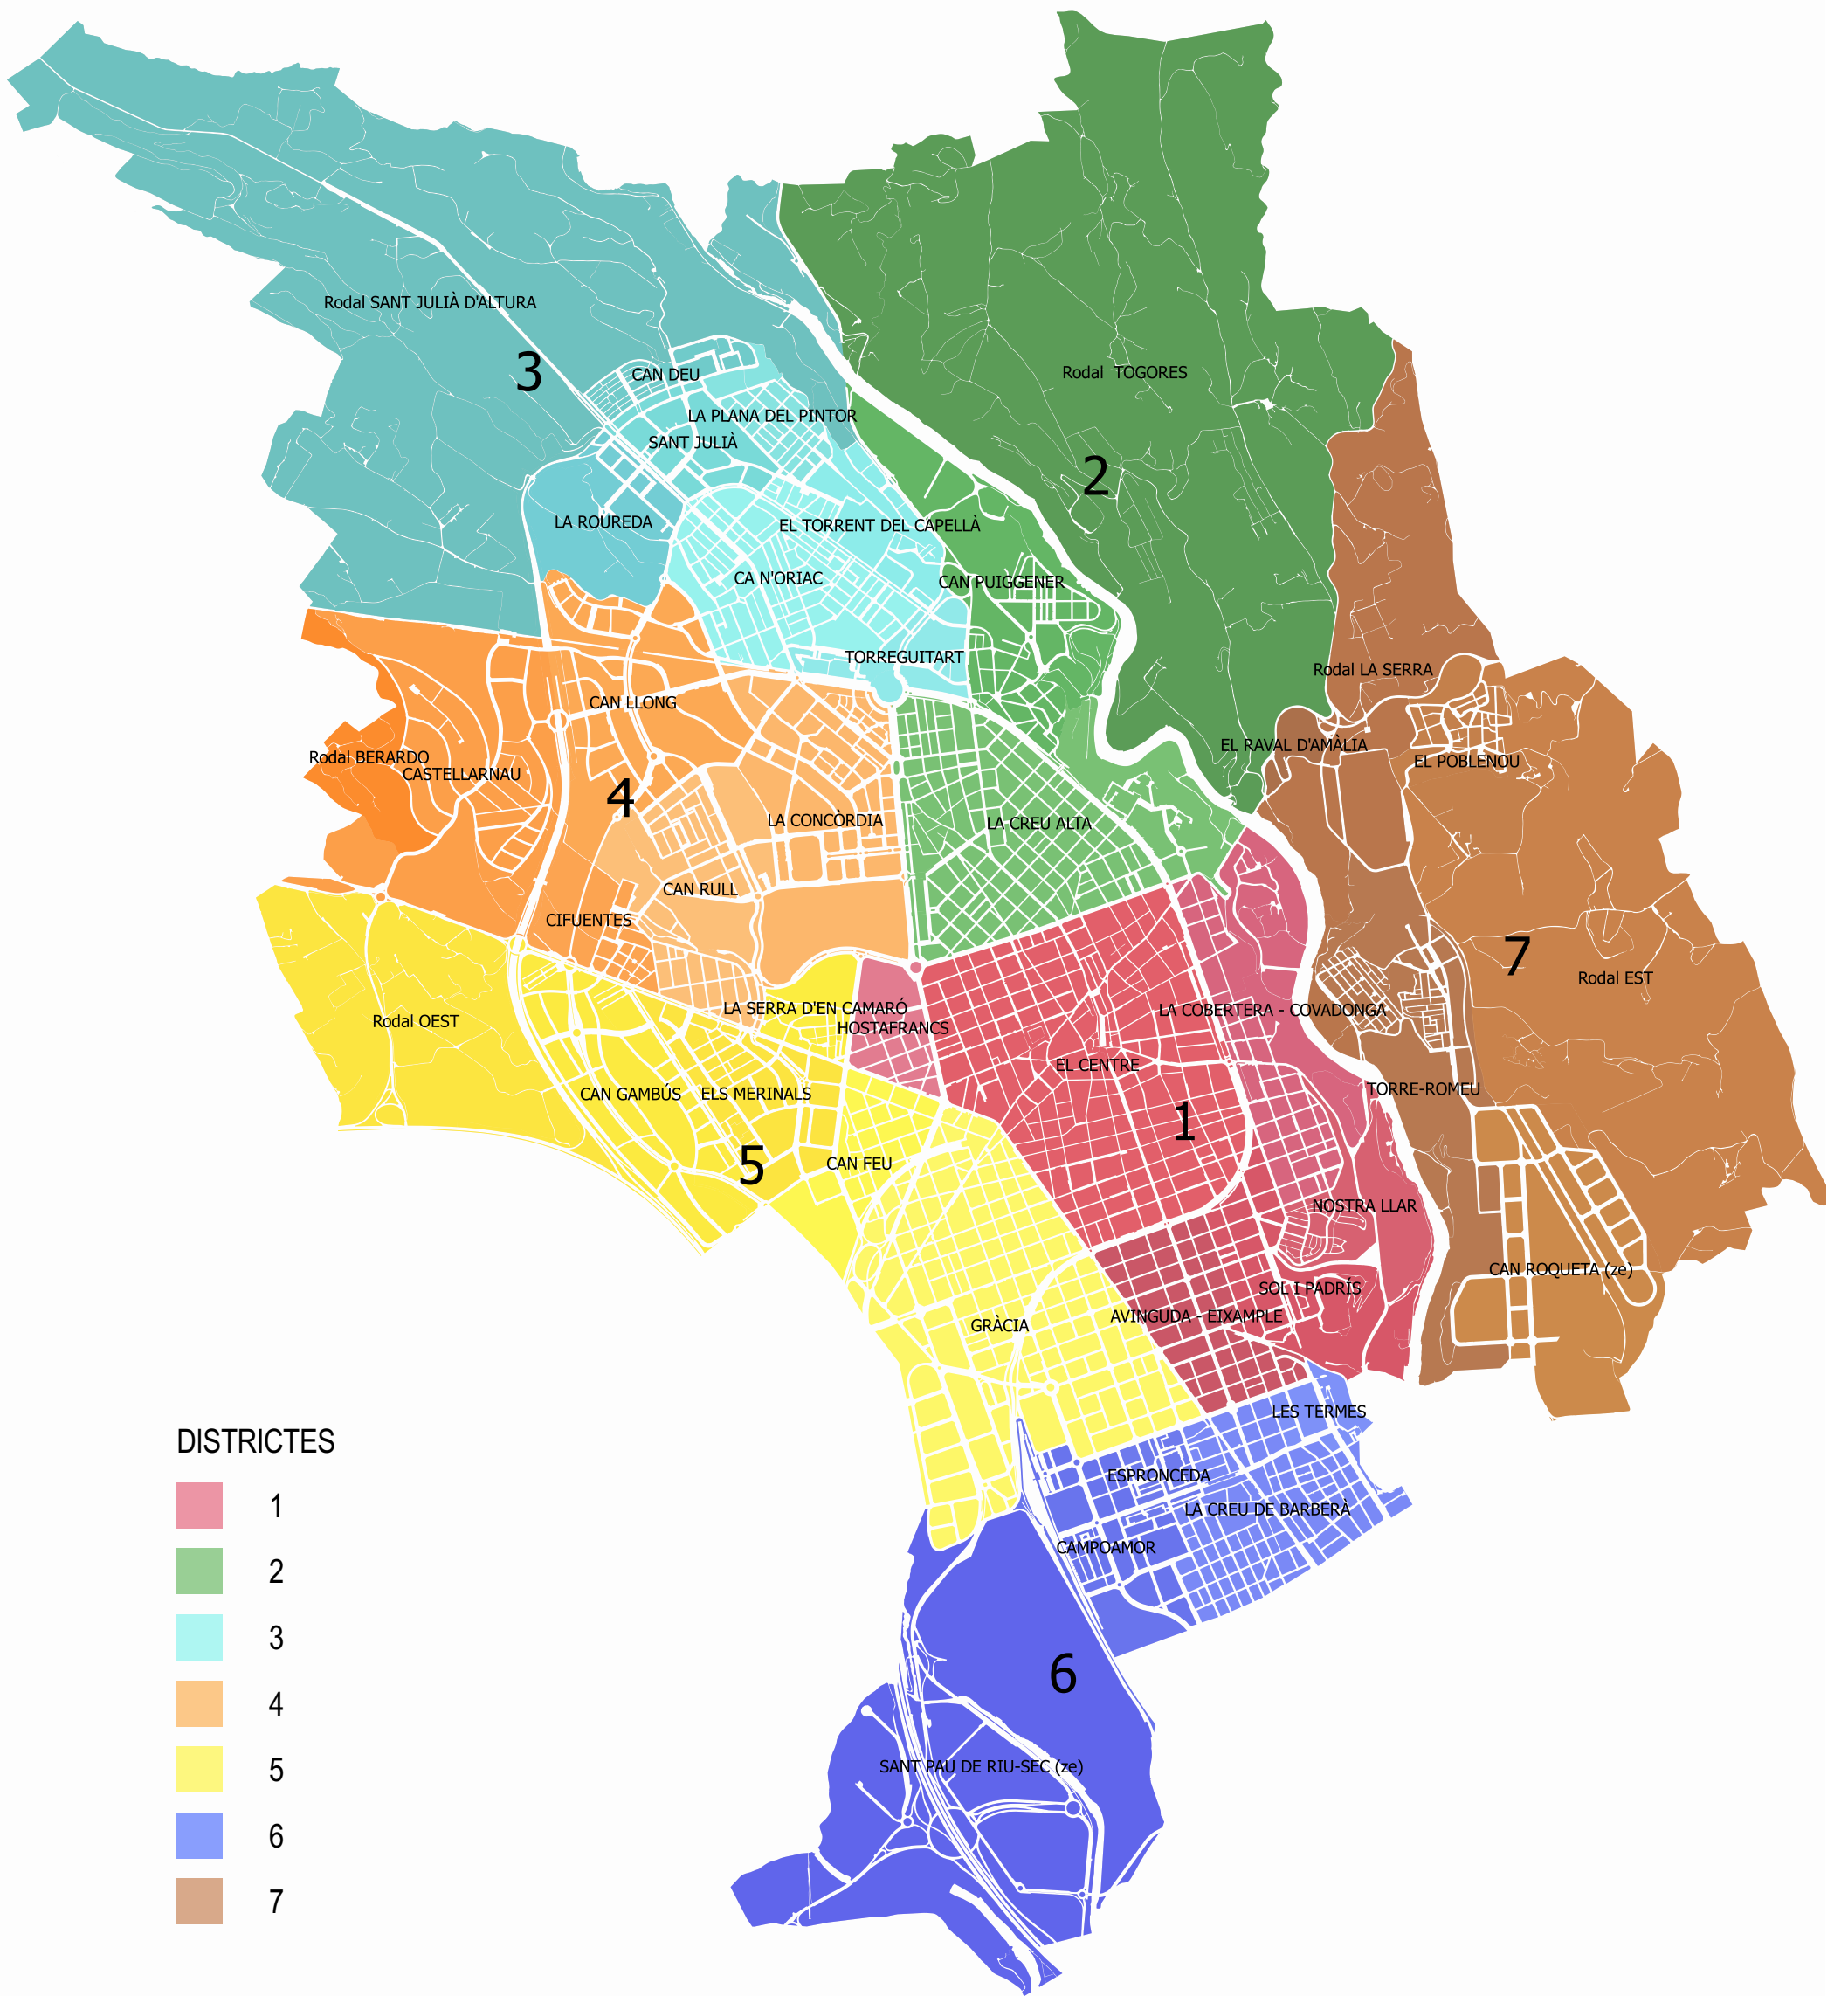 Rodal SANT JULIÀ D'ALTURA
3
CAN DEU
Rodal TOGORES
LA PLANA DEL PINTOR
SANT JULIÀ
2
LA ROUREDA
EL TORRENT DEL CAPELLÀ
CA N'ORIAC
CAN PUIGGENER
TORREGUITART
Rodal LA SERRA
CAN LLONG
EL RAVAL D'AMÀLIA
Rodal BERARDO
EL POBLENOU
CASTELLARNAU
4
LA CONCÒRDIA
LA CREU ALTA
CAN RULL
CIFUENTES
7
Rodal EST
LA SERRA D'EN CAMARÓ
LA COBERTERA - COVADONGA
Rodal OEST
HOSTAFRANCS
EL CENTRE
CAN GAMBÚS
ELS MERINALS
TORRE-ROMEU
1
5
CAN FEU
NOSTRA LLAR
CAN ROQUETA (ze)
SOL I PADRÍS
GRÀCIA
AVINGUDA - EIXAMPLE
LES TERMES
ESPRONCEDA
LA CREU DE BARBERÀ
CAMPOAMOR
6
SANT PAU DE RIU-SEC (ze)
DISTRICTES
1
2
3
4
5
6
7